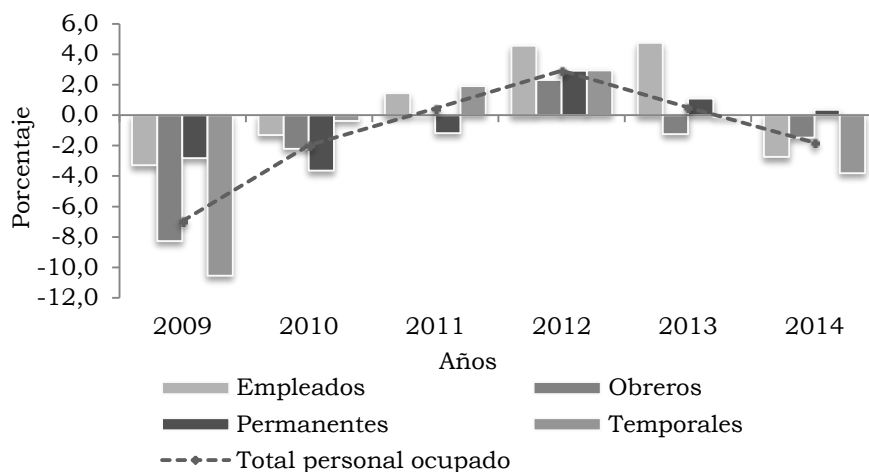 6,0
4,0
2,0
0,0
-2,0
-4,0
-6,0
-8,0
-10,0
-12,0
Porcentaje
2009 2010 2011 2012 2013 2014
Años
Empleados Obreros
Permanentes Temporales
Total personal ocupado